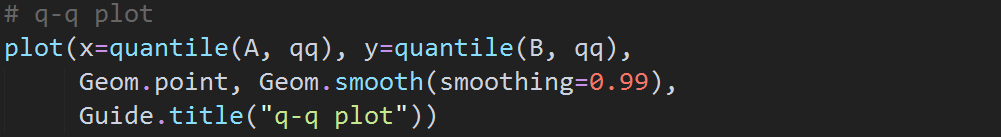 # q-q plot
plot(x=quantile(A, qq), y=quantile(B, qq),
Geom.point, Geom.smooth(smoothing=0.99),
Guide.title("q-q plot"))